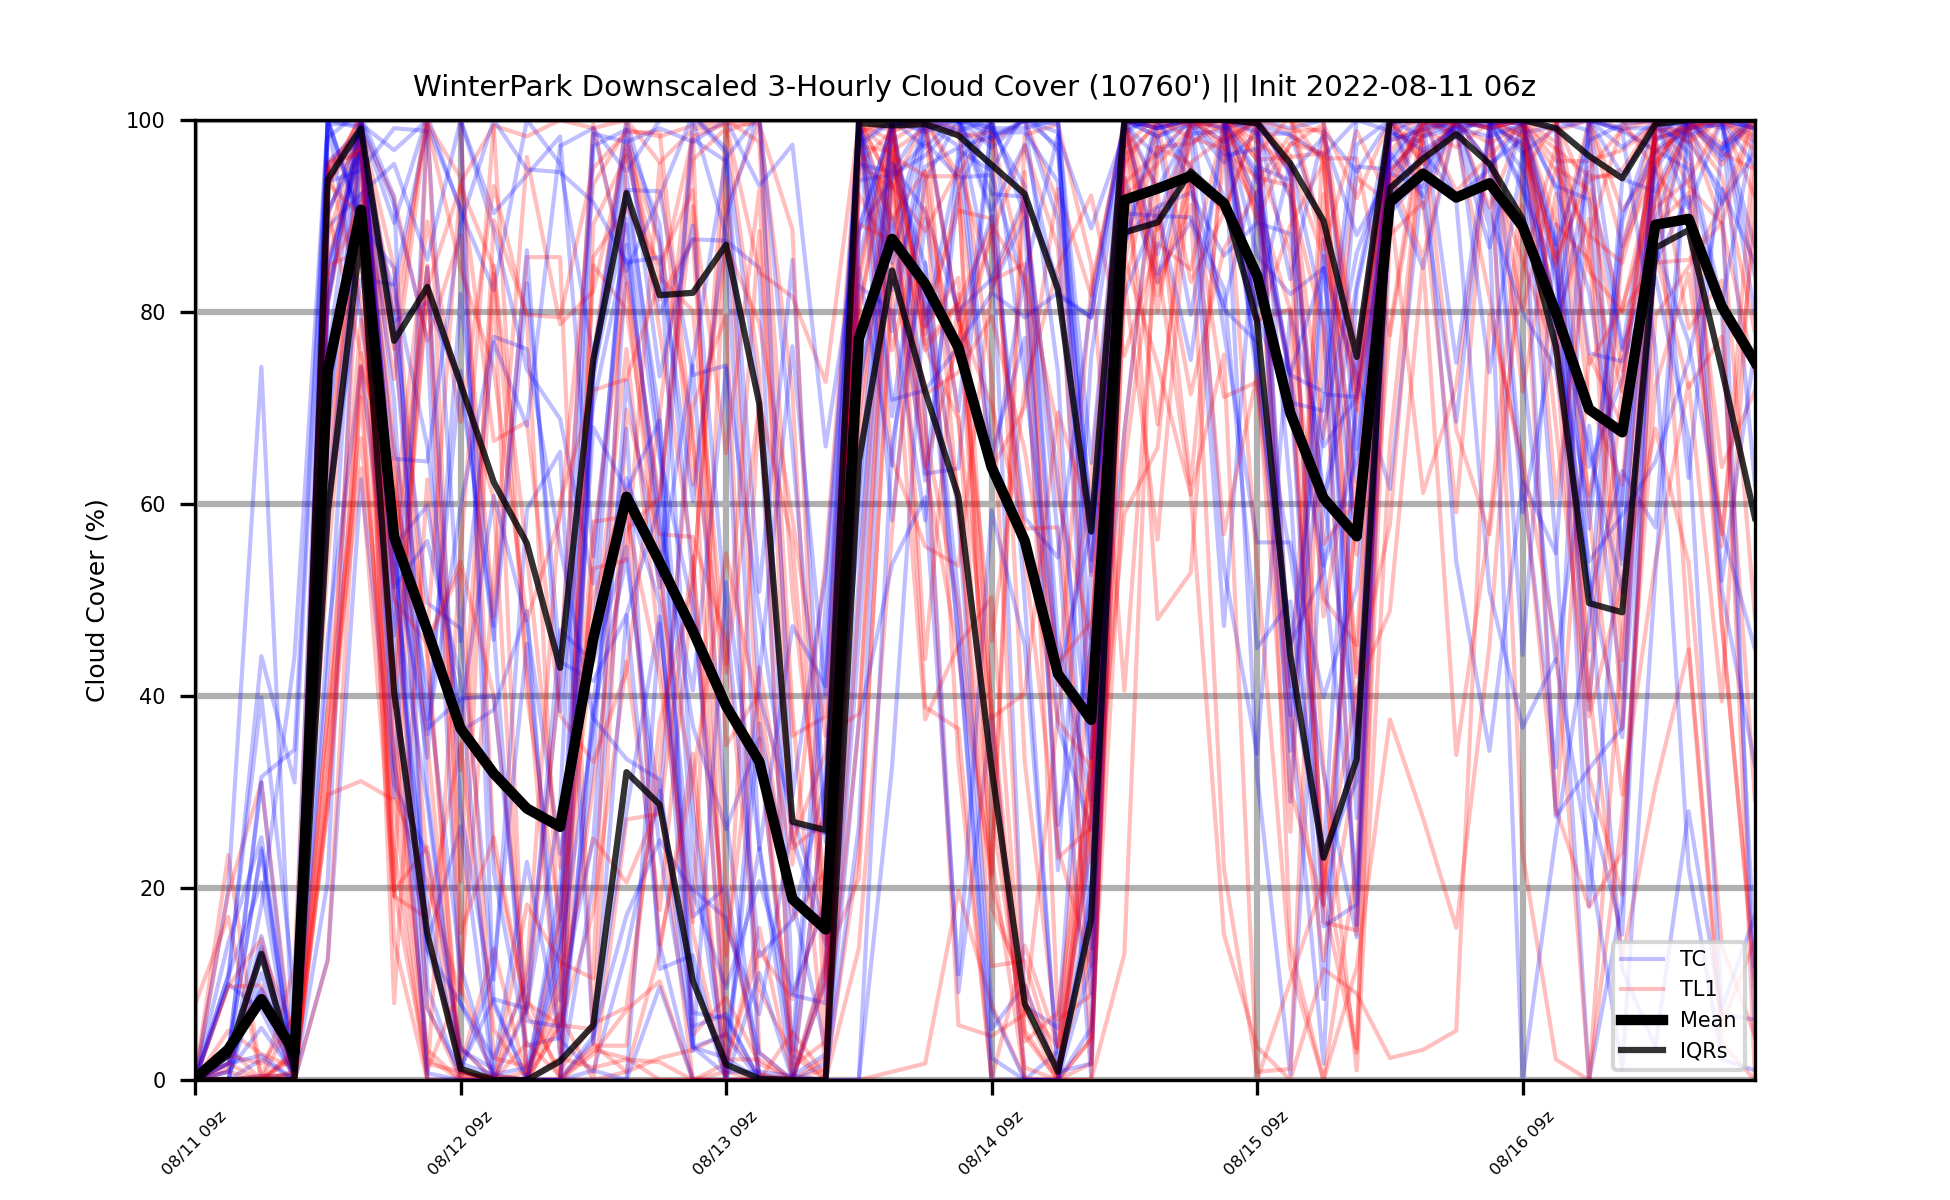 WinterPark Downscaled 3-Hourly Cloud Cover (10760') || Init 2022-08-11 06z
Cloud Cover (%)
100
80
60
40
20
0
TC
TL1
Mean
IQRs
08/11 09z
08/12 09z
08/13 09z
08/14 09z
08/15 09z
08/16 09z